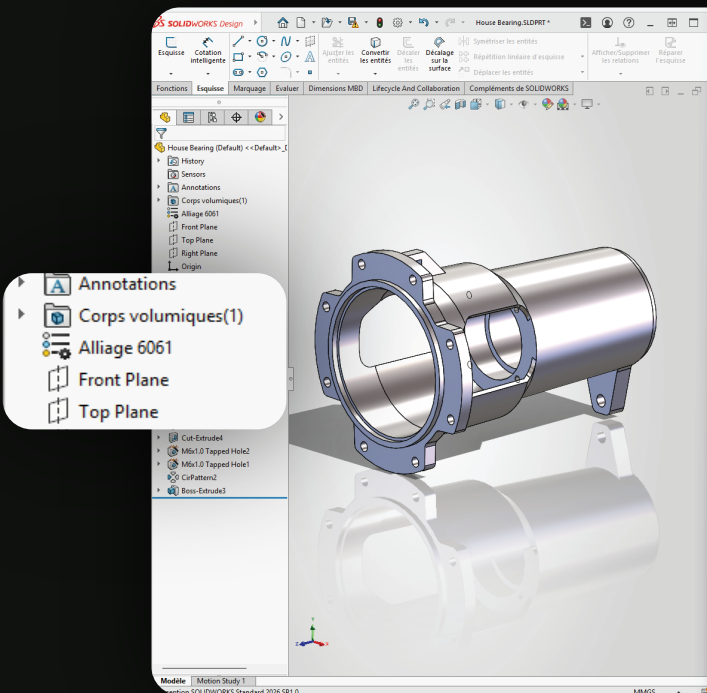 SOLIDWORKS Design
House Bearing.SLDPRT *
Esquisse
Cotation intelligente
Ajuster les entités
Convertir les entités
Décaler les entités
Décalage sur la surface
Symétriser les entités
Répétition linéaire d'esquisse
Déplacer les entités
Afficher/Supprimer les relations
Réparer l'esquisse
Fonctions Esquisse Marquage Evaluer Dimensions MBD Lifecycle And Collaboration Compléments de SOLIDWORKS
House Bearing (Default) <<Default>_D
History
Sensors
Annotations
Corps volumiques(1)
Alliage 6061
Front Plane
Top Plane
Right Plane
Origin
Annotations
Corps volumiques(1)
Alliage 6061
Front Plane
Top Plane
Cut-Extrude4
M6x1.0 Tapped Hole2
M6x1.0 Tapped Hole1
CirPattern2
Boss-Extrude3
Y
Z
X
Modèle Motion Study 1
SOLIDWORKS Standard 2026 SP1.0
MMGS